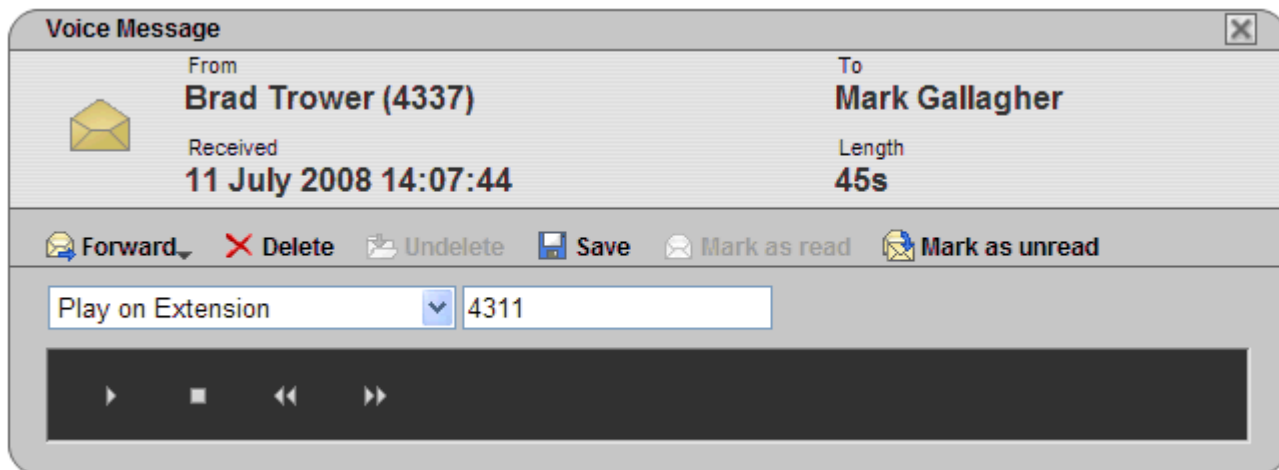 Voice Message
From To
Brad Trower (4337) Mark Gallagher
Received Length
11 July 2008 14:07:44 45s
Forward Delete Undelete Save Mark as read Mark as unread
Play on Extension 4311